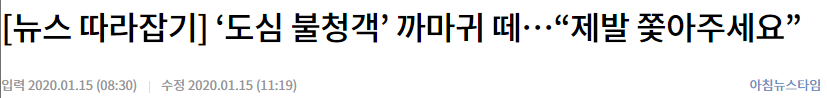 [뉴스 따라잡기] ‘도심 불청객’ 까마귀 떼…“제발 쫓아주세요”
입력 2020.01.15 (08:30) | 수정 2020.01.15 (11:19) 아침뉴스타임